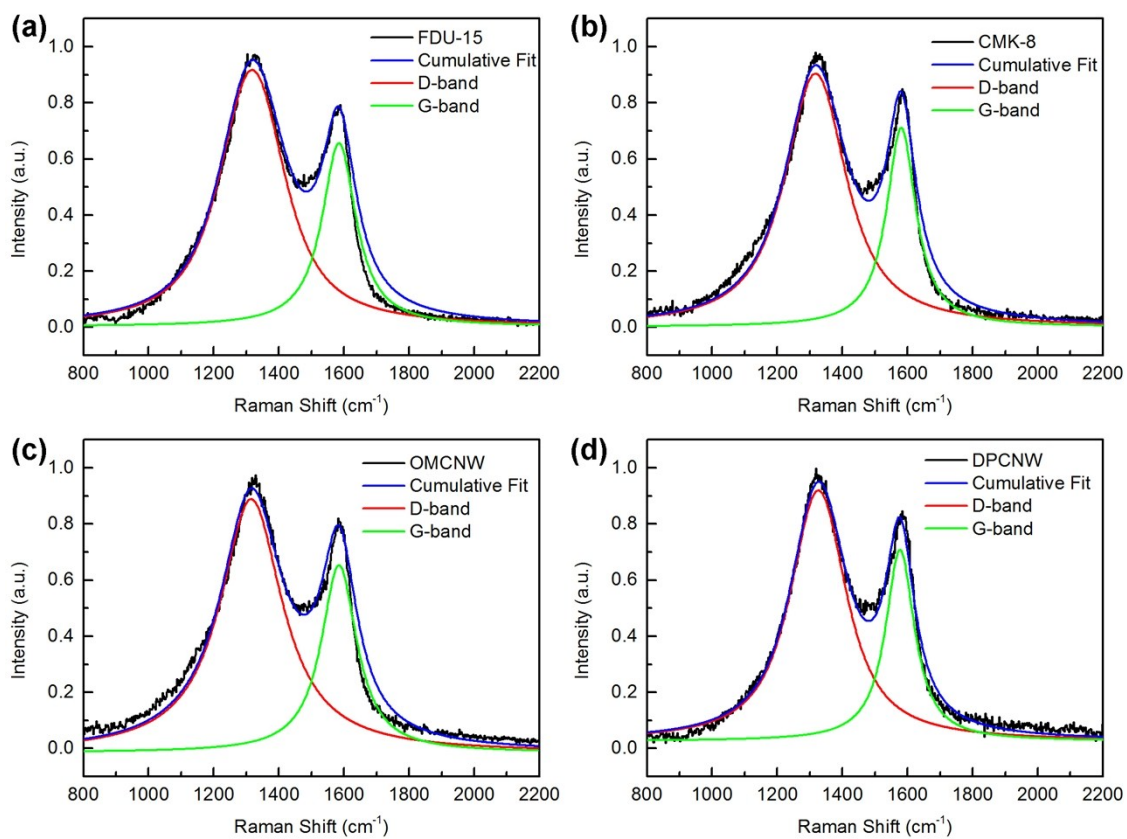 (a)
FDU-15
Cumulative Fit
D-band
G-band
Intensity (a.u.)
1.0
0.8
0.6
0.4
0.2
0.0
800 1000 1200 1400 1600 1800 2000 2200
Raman Shift (cm⁻¹)
(b)
CMK-8
Cumulative Fit
D-band
G-band
Intensity (a.u.)
1.0
0.8
0.6
0.4
0.2
0.0
800 1000 1200 1400 1600 1800 2000 2200
Raman Shift (cm⁻¹)
(c)
OMCNW
Cumulative Fit
D-band
G-band
Intensity (a.u.)
1.0
0.8
0.6
0.4
0.2
0.0
800 1000 1200 1400 1600 1800 2000 2200
Raman Shift (cm⁻¹)
(d)
DPCNW
Cumulative Fit
D-band
G-band
Intensity (a.u.)
1.0
0.8
0.6
0.4
0.2
0.0
800 1000 1200 1400 1600 1800 2000 2200
Raman Shift (cm⁻¹)